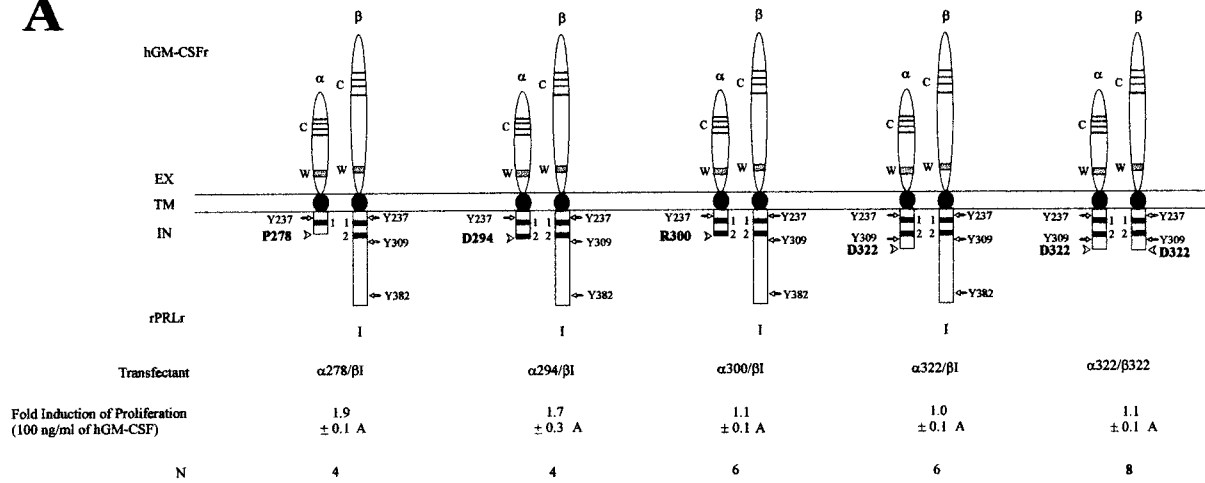 A
β β β β β
hGM-CSFr
α α α α α
C C C C C C C C C C
W W W W W W W W W W
EX
TM
IN
Y237 1 Y237 Y237 1 Y237 Y237 1 Y237 Y237 1 Y237 Y237 1 Y237
P278 2 Y309 D294 2 2 Y309 R300 2 2 Y309 Y309 2 2 Y309 Y309 2 2 Y309
D322 D322 D322
Y382 Y382 Y382 Y382
rPRLr
I I I I
Transfectant α278/βI α294/βI α300/βI α322/βI α322/β322
Fold Induction of Proliferation 1.9 1.7 1.1 1.0 1.1
(100 ng/ml of hGM-CSF) ± 0.1 A ± 0.3 A ± 0.1 A ± 0.1 A ± 0.1 A
N 4 4 6 6 8